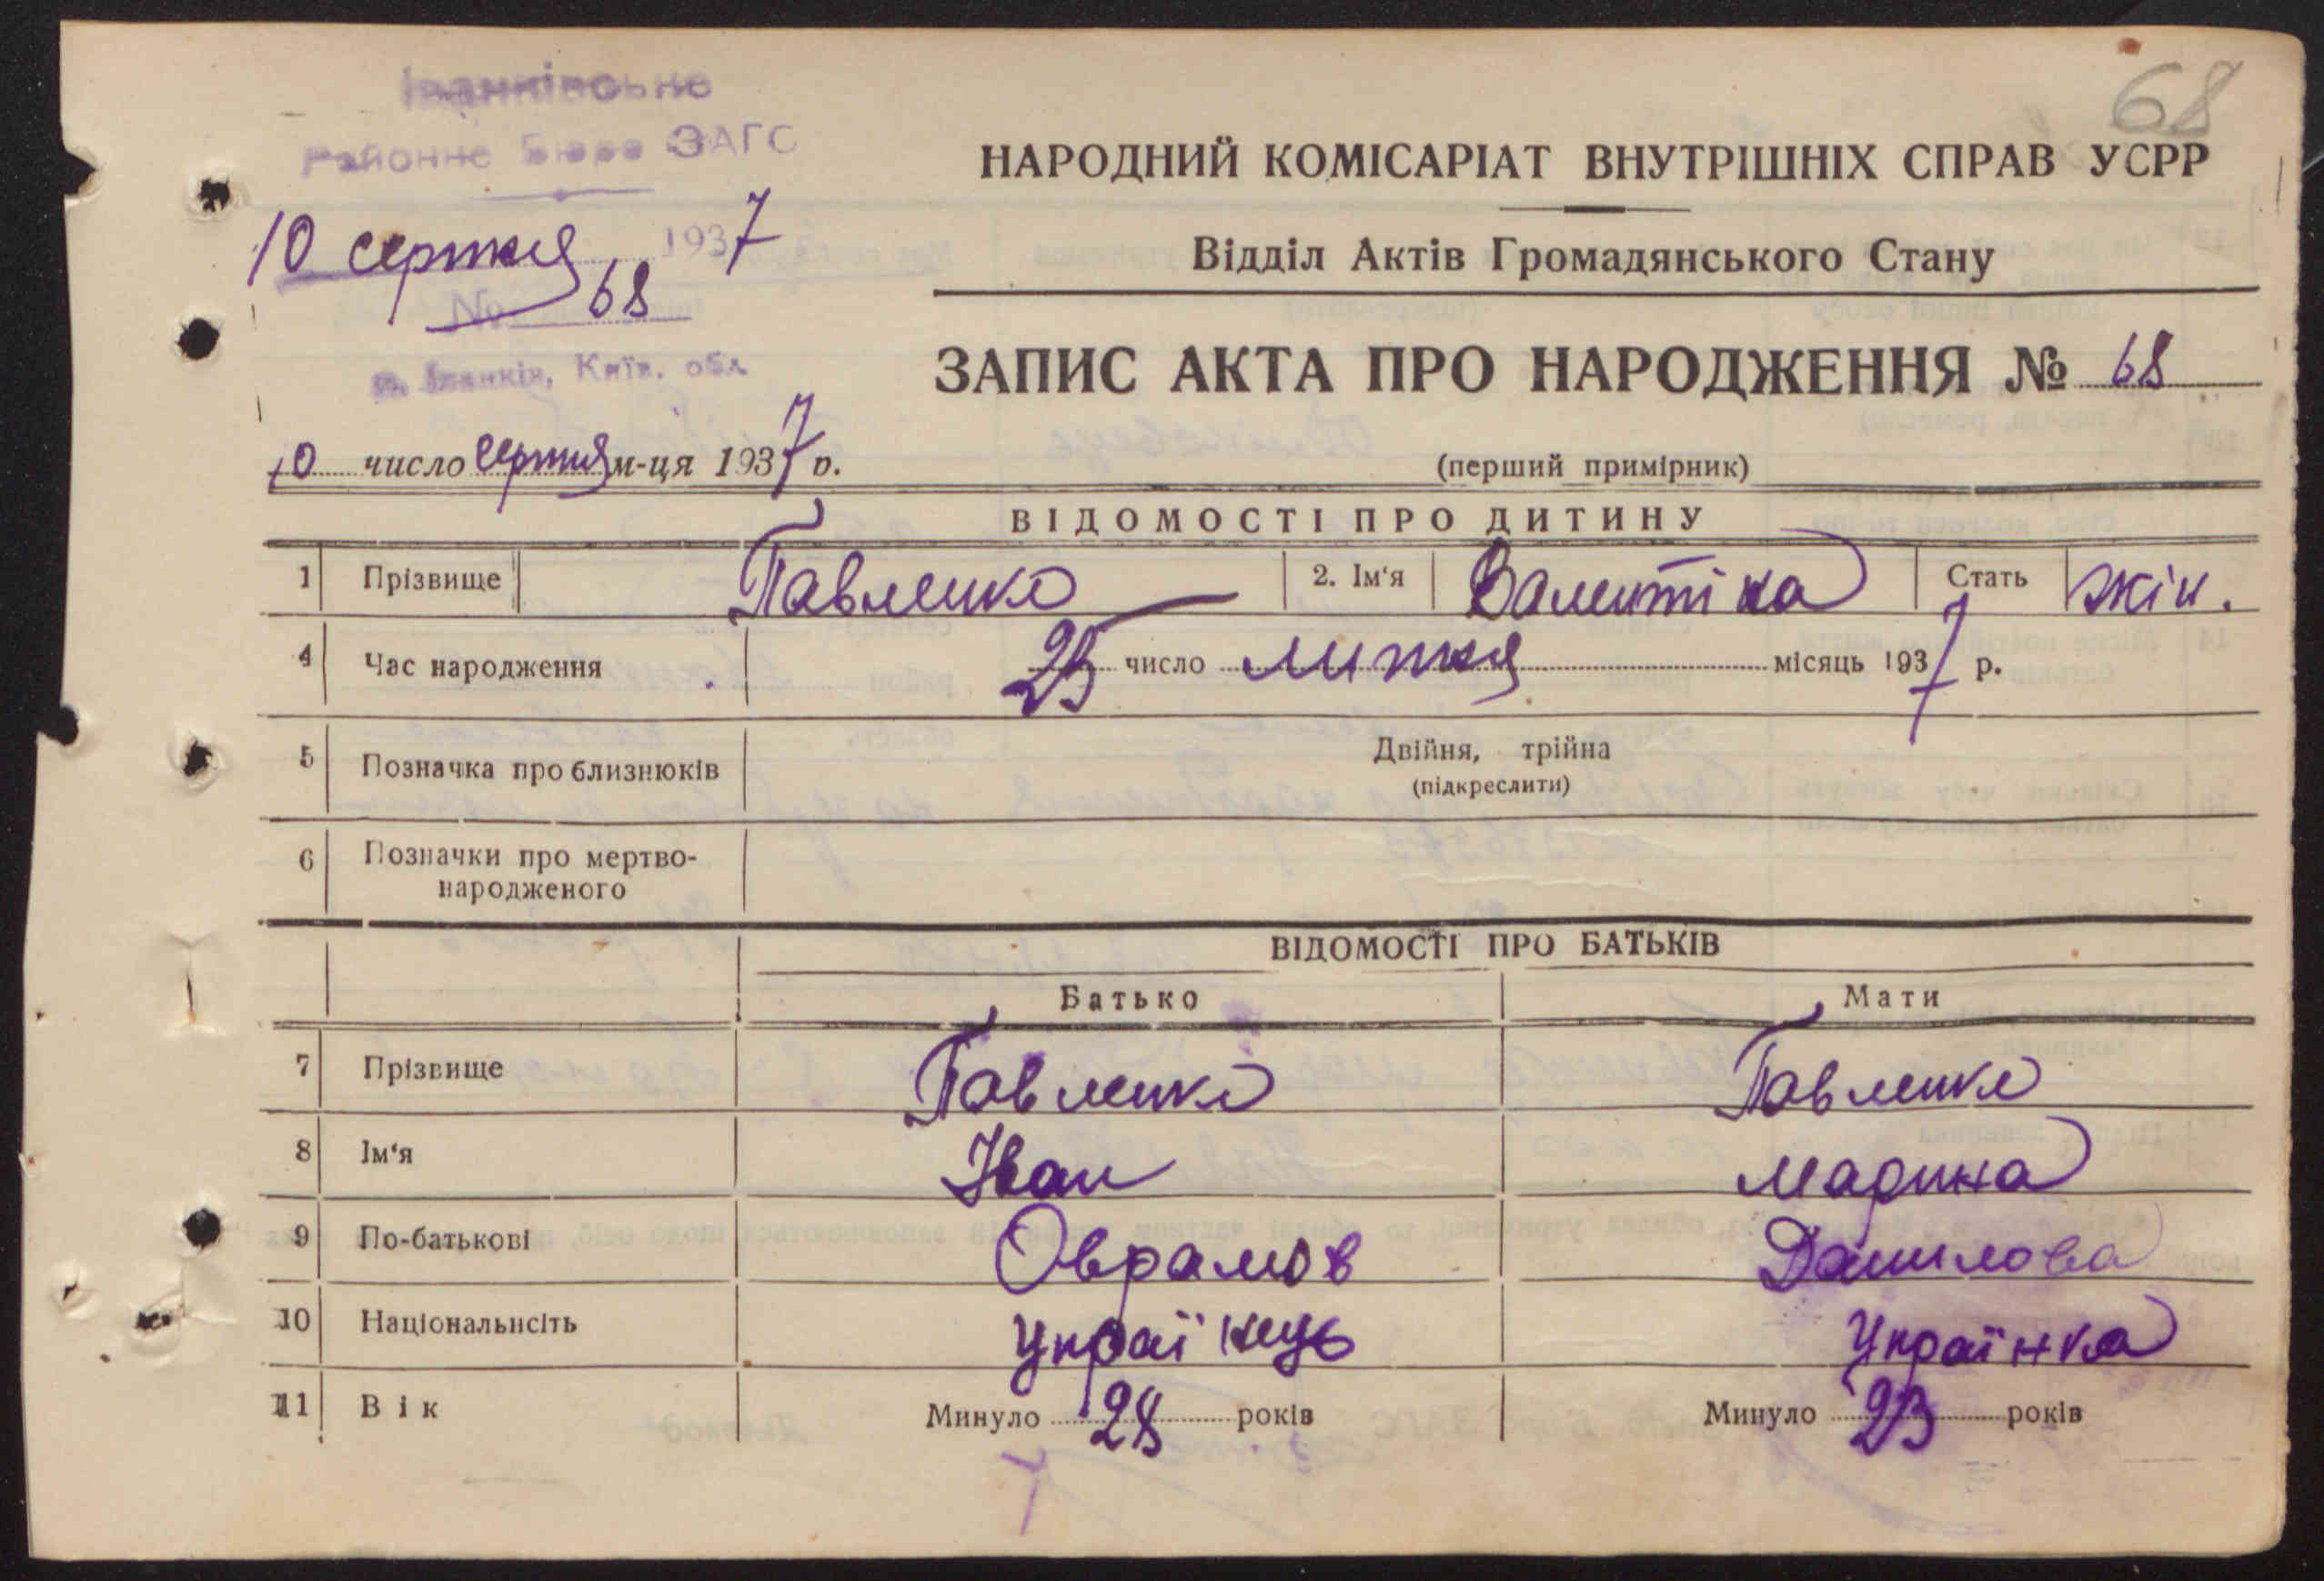 68
Іванківське
Районне Бюро ЗАГС
10 серпня 1937
№ 68
м. Іванків, Київ. обл
НАРОДНИЙ КОМІСАРІАТ ВНУТРІШНІХ СПРАВ УСРР
Відділ Актів Громадянського Стану
ЗАПИС АКТА ПРО НАРОДЖЕННЯ № 68
10 число серпня м-ця 1937 р.
(перший примірник)
ВІДОМОСТІ ПРО ДИТИНУ
1 Прізвище Павленко 2. Ім'я Валентіна Стать жін.
4 Час народження 25 число липня місяць 1937 р.
5 Позначка про близнюків Двійня, трійна
(підкреслити)
6 Позначки про мертво-
народженого
ВІДОМОСТІ ПРО БАТЬКІВ
Батько Мати
7 Прізвище Павленко Павленко
8 Ім'я Іван Марина
9 По-батькові Оврамов Данилова
10 Національнсіть Українець Українка
11 Вік Минуло 28 років Минуло 23 років